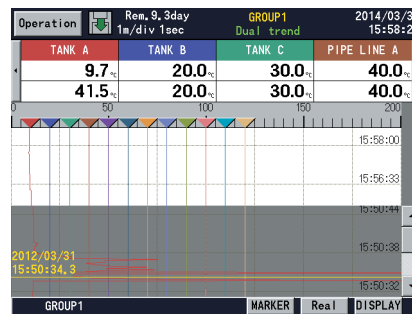 Operation
Rem. 9.3day
1m/div 1sec
GROUP1
Dual trend
2014/03/3
15:58:2
TANK A TANK B TANK C PIPE LINE A
9.7℃ 20.0℃ 30.0℃ 40.0℃
41.5℃ 20.0℃ 30.0℃ 40.0℃
0 50 100 150 200
15:58:00
15:56:33
15:50:44
15:50:38
2012/03/31
15:50:34.3
15:50:32
GROUP1 MARKER Real DISPLAY